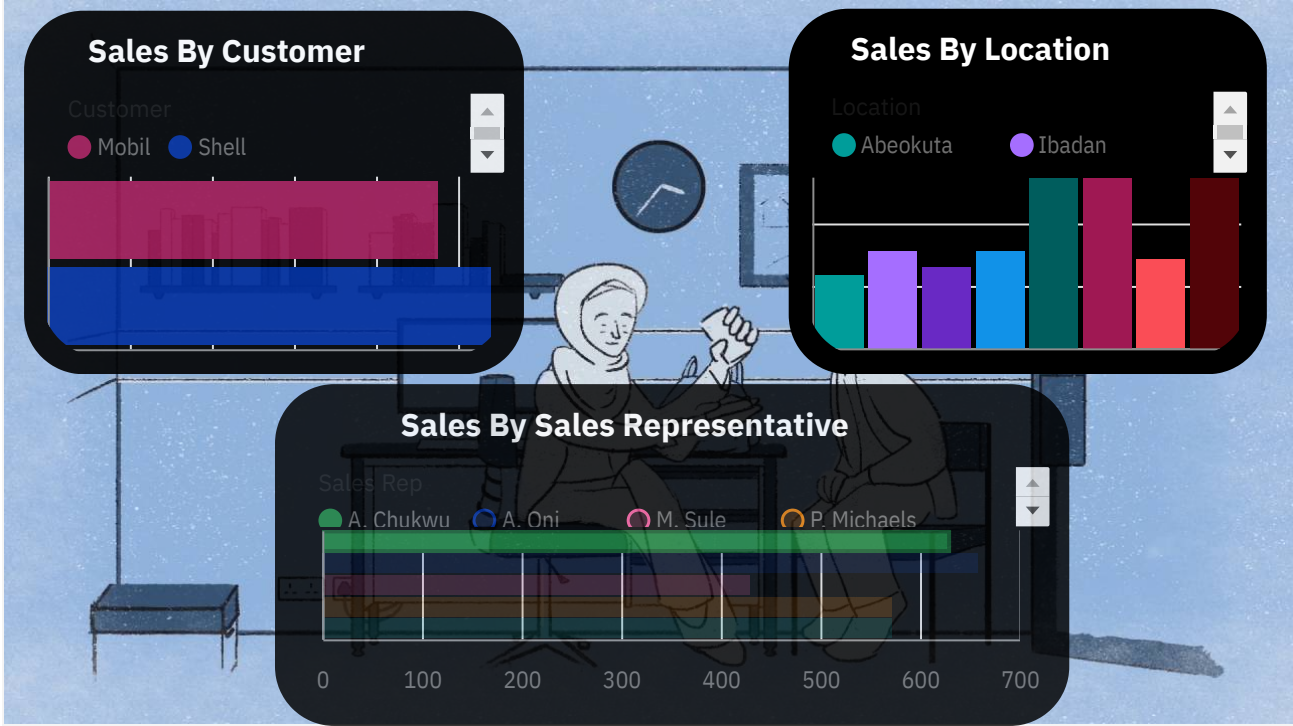 Sales By Customer
Customer
Mobil Shell
Sales By Location
Location
Abeokuta Ibadan
Sales By Sales Representative
Sales Rep
A. Chukwu A. Oni M. Sule P. Michaels
0 100 200 300 400 500 600 700